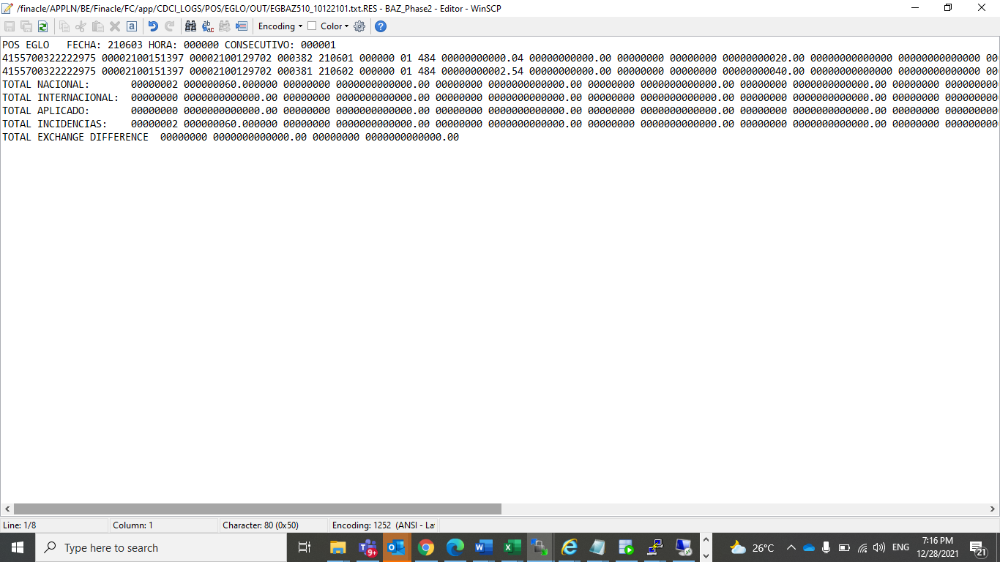 /finacle/APPLN/BE/Finacle/FC/app/CDCI_LOGS/POS/EGLO/OUT/EGBAZ510_10122101.txt.RES - BAZ_Phase2 - Editor - WinSCP
Encoding Color
POS EGLO FECHA: 210603 HORA: 000000 CONSECUTIVO: 000001
4155700322222975 00002100151397 00002100129702 000382 210601 000000 01 484 00000000000.04 00000000000.00 00000000 00000000 00000000020.00 00000000000000 00000000000000 00
4155700322222975 00002100151397 00002100129702 000381 210602 000000 01 484 00000000002.54 00000000000.00 00000000 00000000 00000000040.00 00000000000000 00000000000000 00
TOTAL NACIONAL: 00000002 000000060.000000 00000000 0000000000000.00 00000000 0000000000000.00 00000000 0000000000000.00 00000000 0000000000000.00 00000000 000000000
TOTAL INTERNACIONAL: 00000000 0000000000000.00 00000000 0000000000000.00 00000000 0000000000000.00 00000000 0000000000000.00 00000000 0000000000000.00 00000000 000000000
TOTAL APLICADO: 00000000 0000000000000.00 00000000 0000000000000.00 00000000 0000000000000.00 00000000 0000000000000.00 00000000 0000000000000.00 00000000 000000000
TOTAL INCIDENCIAS: 00000002 000000060.000000 00000000 0000000000000.00 00000000 0000000000000.00 00000000 0000000000000.00 00000000 0000000000000.00 00000000 000000000
TOTAL EXCHANGE DIFFERENCE 00000000 0000000000000.00 00000000 0000000000000.00
Line: 1/8 Column: 1 Character: 80 (0x50) Encoding: 1252 (ANSI - La
Type here to search 9+ 26°C ENG 7:16 PM
12/28/2021 21